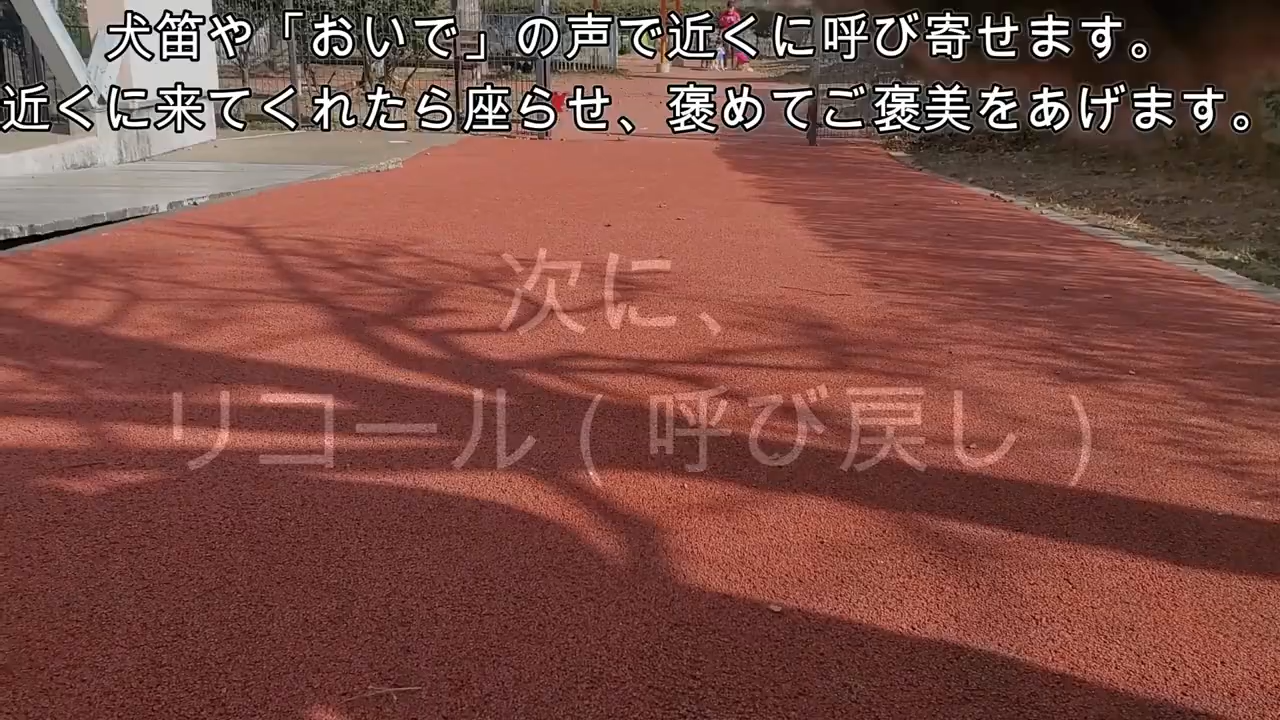 犬笛や「おいで」の声で近くに呼び寄せます。
近くに来てくれたら座らせ、褒めてご褒美をあげます。
次に、
リコール(呼び戻し)